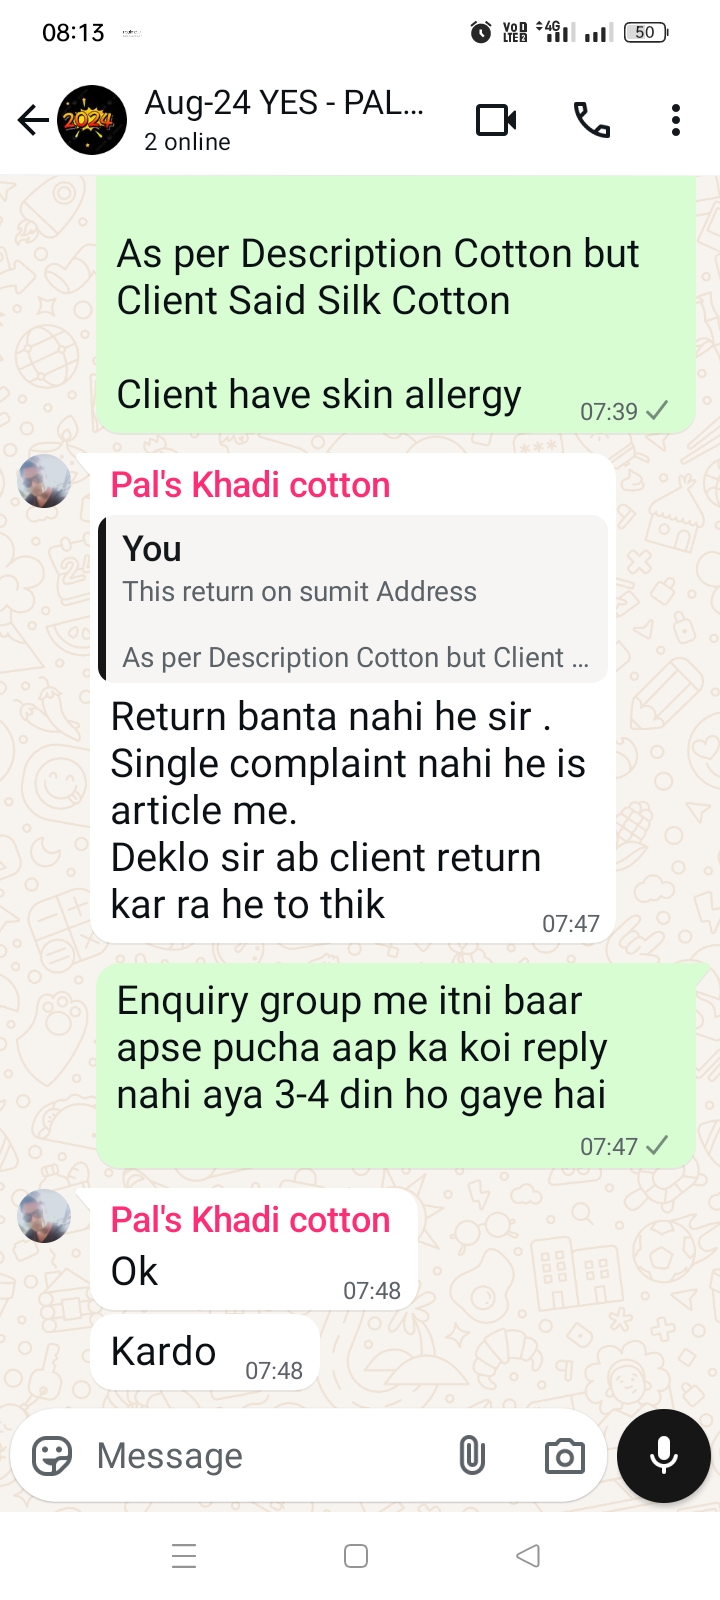 08:13
VoD LTE2
4G
50
2024
Aug-24 YES - PAL...
2 online
As per Description Cotton but
Client Said Silk Cotton
Client have skin allergy
07:39
Pal's Khadi cotton
You
This return on sumit Address
As per Description Cotton but Client ...
Return banta nahi he sir .
Single complaint nahi he is
article me.
Deklo sir ab client return
kar ra he to thik
07:47
Enquiry group me itni baar
apse pucha aap ka koi reply
nahi aya 3-4 din ho gaye hai
07:47
Pal's Khadi cotton
Ok
07:48
Kardo
07:48
Message